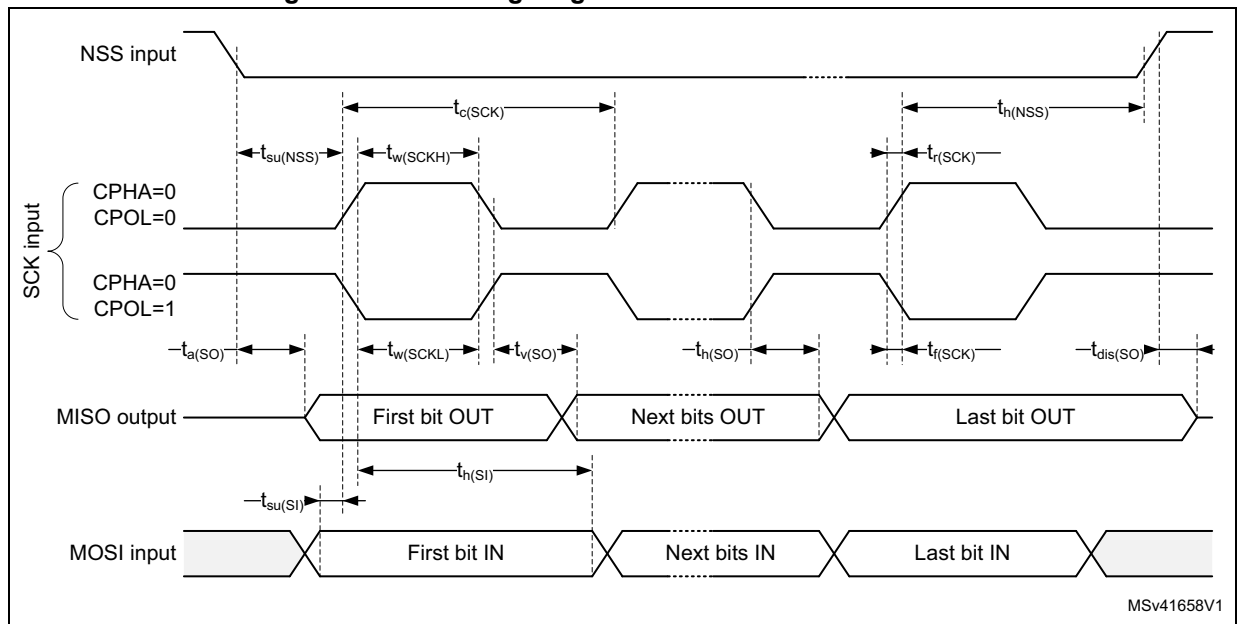 NSS input
tc(SCK)
th(NSS)
tsu(NSS)
tw(SCKH)
tr(SCK)
SCK input
CPHA=0
CPOL=0
CPHA=0
CPOL=1
ta(SO)
tw(SCKL)
tv(SO)
th(SO)
tf(SCK)
tdis(SO)
MISO output
First bit OUT
Next bits OUT
Last bit OUT
th(SI)
tsu(SI)
MOSI input
First bit IN
Next bits IN
Last bit IN
MSv41658V1